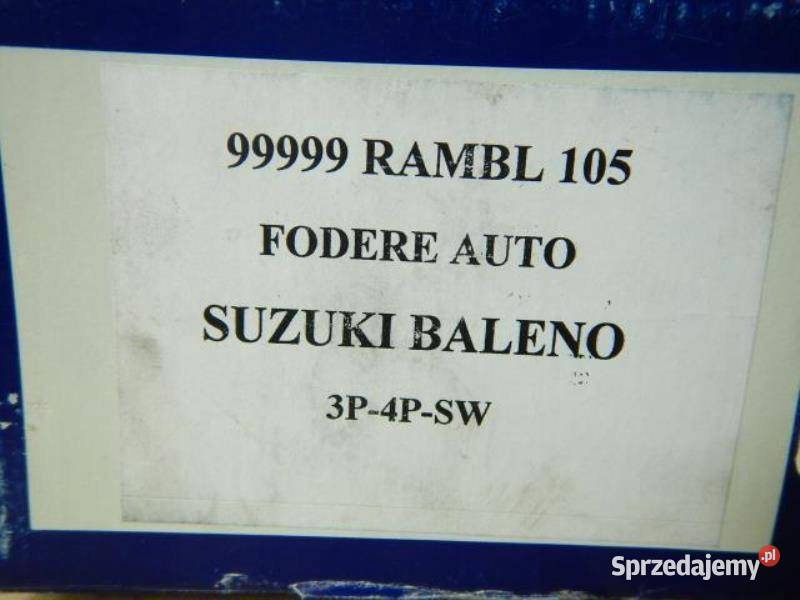 99999 RAMBL 105
FODERE AUTO
SUZUKI BALENO
3P-4P-SW
Sprzedajemy.pl